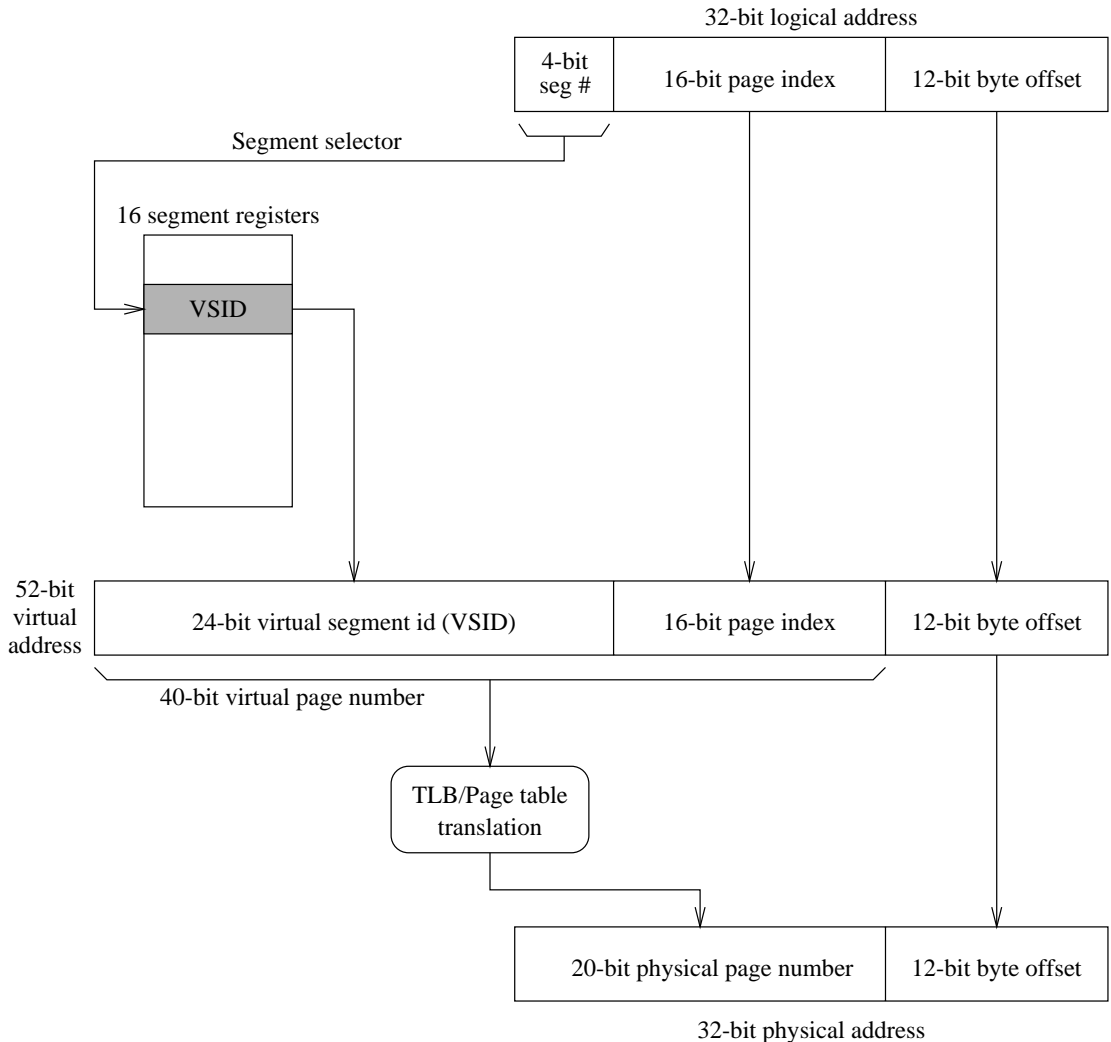 32-bit logical address
4-bit
seg #
16-bit page index
12-bit byte offset
Segment selector
16 segment registers
VSID
52-bit
virtual
address
24-bit virtual segment id (VSID)
16-bit page index
12-bit byte offset
40-bit virtual page number
TLB/Page table
translation
20-bit physical page number
12-bit byte offset
32-bit physical address